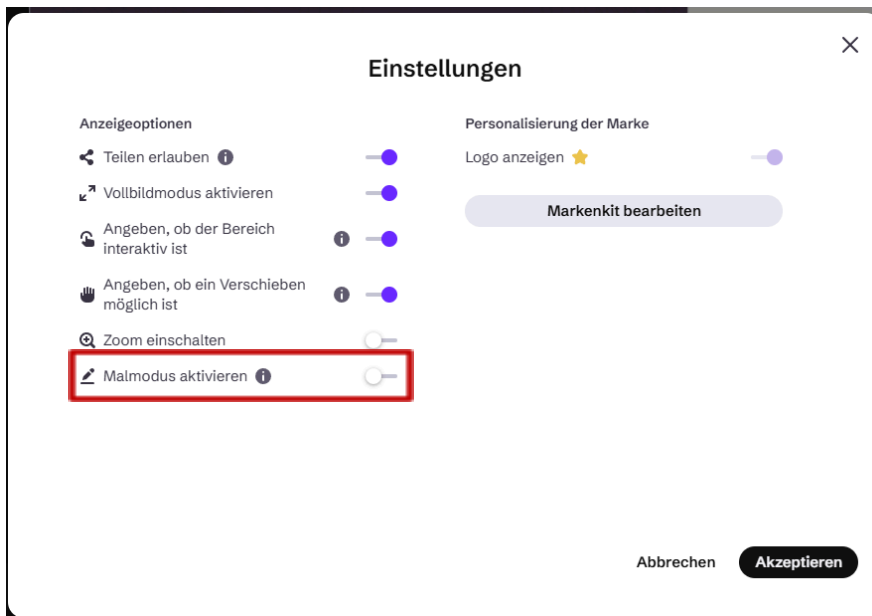 Einstellungen
Anzeigeoptionen
Teilen erlauben
Vollbildmodus aktivieren
Angeben, ob der Bereich
interaktiv ist
Angeben, ob ein Verschieben
möglich ist
Zoom einschalten
Malmodus aktivieren
Personalisierung der Marke
Logo anzeigen
Markenkit bearbeiten
Abbrechen
Akzeptieren